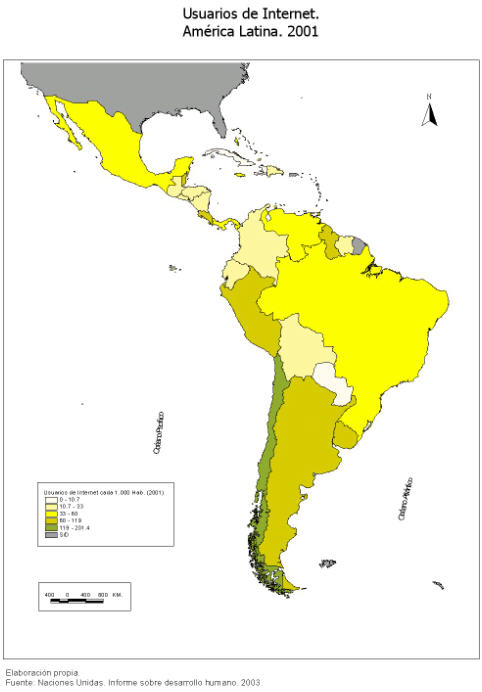 Usuarios de Internet.
América Latina. 2001
N
Océano Pacífico
Océano Atlántico
Usuarios de Internet cada 1.000 Hab. (2001)
0 - 10.7
10.7 - 33
33 - 60
60 - 119
119 - 201.4
S/D
400 0 400 800 KM.
Elaboración propia.
Fuente: Naciones Unidas. Informe sobre desarrollo humano. 2003.